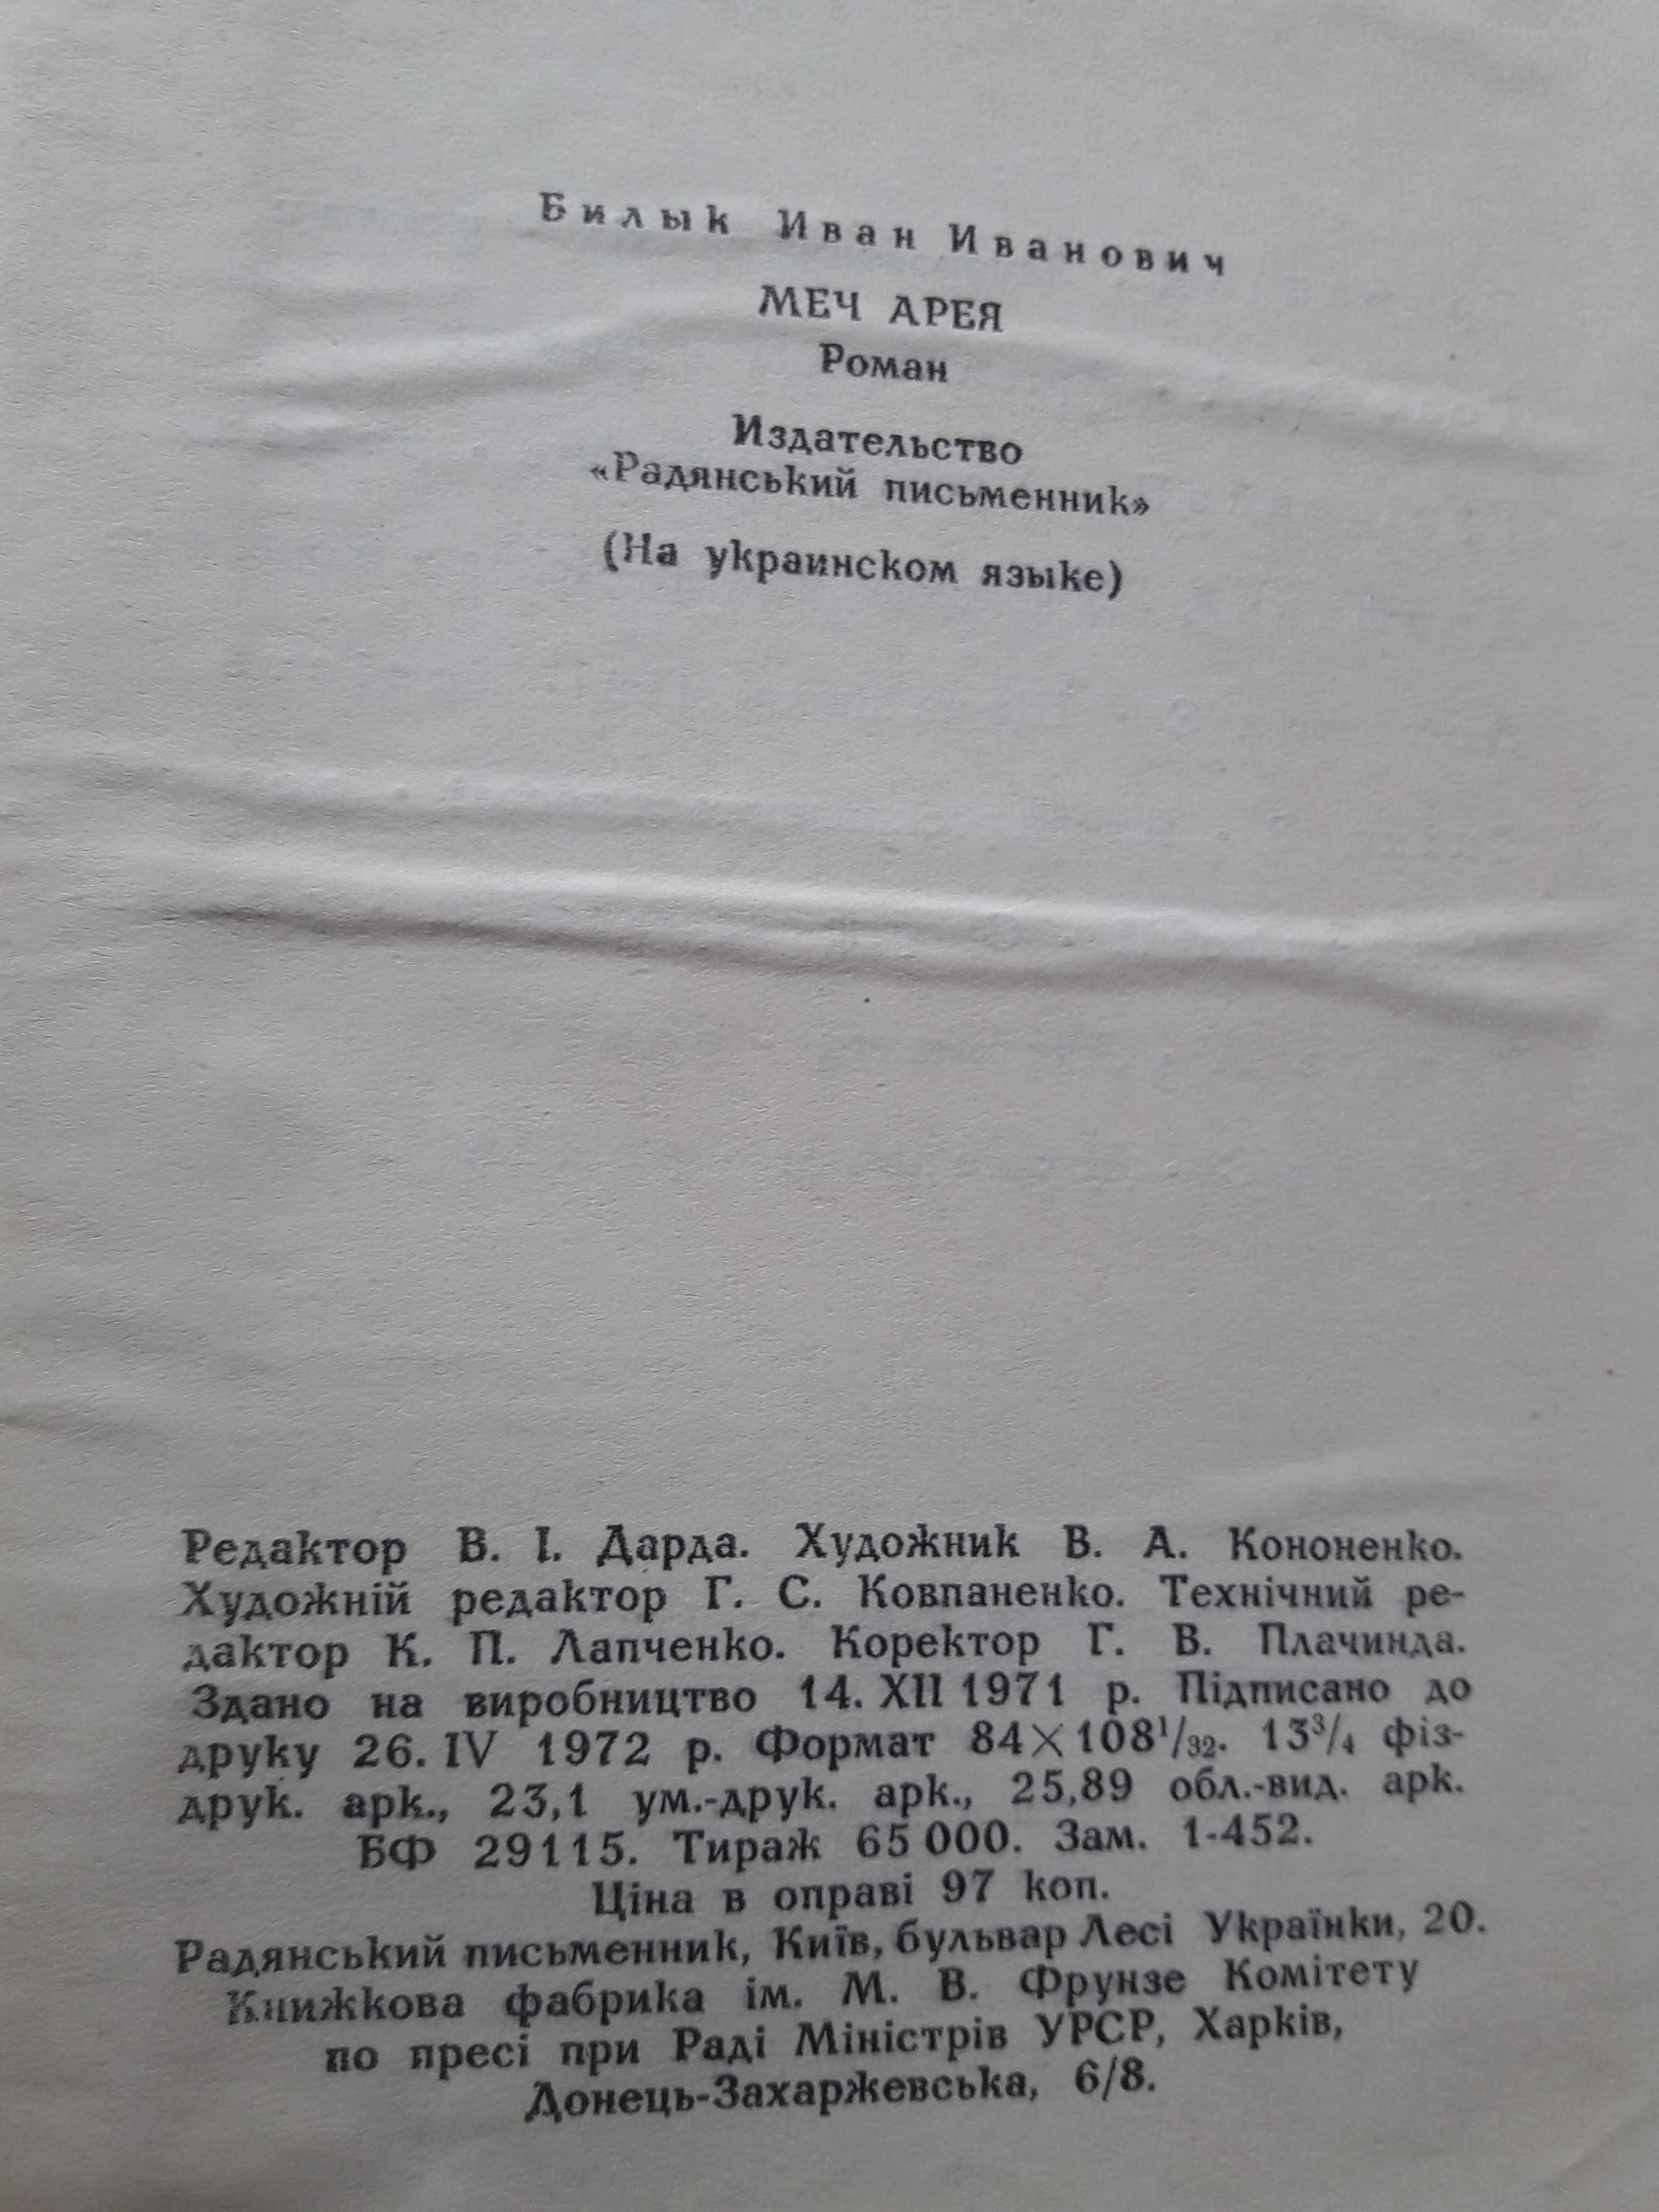 Билык Иван Иванович
МЕЧ АРЕЯ
Роман
Издательство
«Радянський письменник»
(На украинском языке)
Редактор В. І. Дарда. Художник В. А. Кононенко.
Художній редактор Г. С. Ковпаненко. Технічний ре-
дактор К. П. Лапченко. Коректор Г. В. Плачинда.
Здано на виробництво 14. XII 1971 р. Підписано до
друку 26. IV 1972 р. Формат 84×108¹/₃₂. 13³/₄ фіз-
друк. арк., 23,1 ум.-друк. арк., 25,89 обл.-вид. арк.
БФ 29115. Тираж 65 000. Зам. 1-452.
Ціна в оправі 97 коп.
Радянський письменник, Київ, бульвар Лесі Українки, 20.
Книжкова фабрика ім. М. В. Фрунзе Комітету
по пресі при Раді Міністрів УРСР, Харків,
Донець-Захаржевська, 6/8.